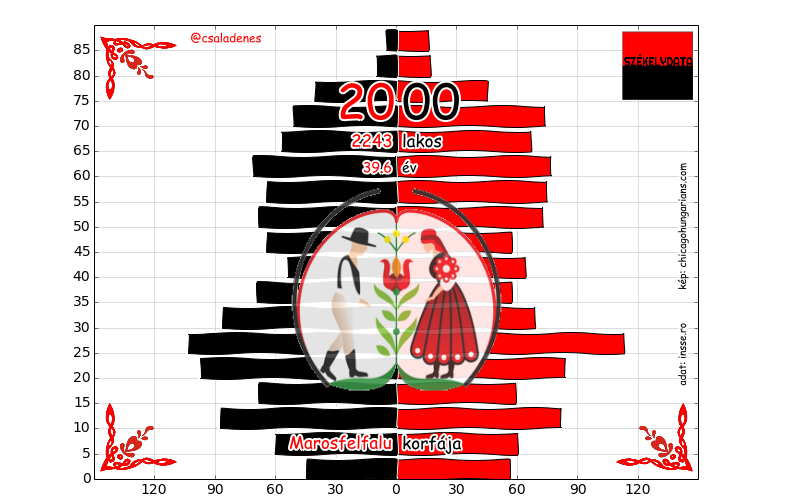 @csaladenes
SZÉKELYDATA
2000
2243 lakos
39.6 év
kép: chicagohungarians.com
adat: insse.ro
Marosfelfalu korfája
85
80
75
70
65
60
55
50
45
40
35
30
25
20
15
10
5
0
120 90 60 30 0 30 60 90 120